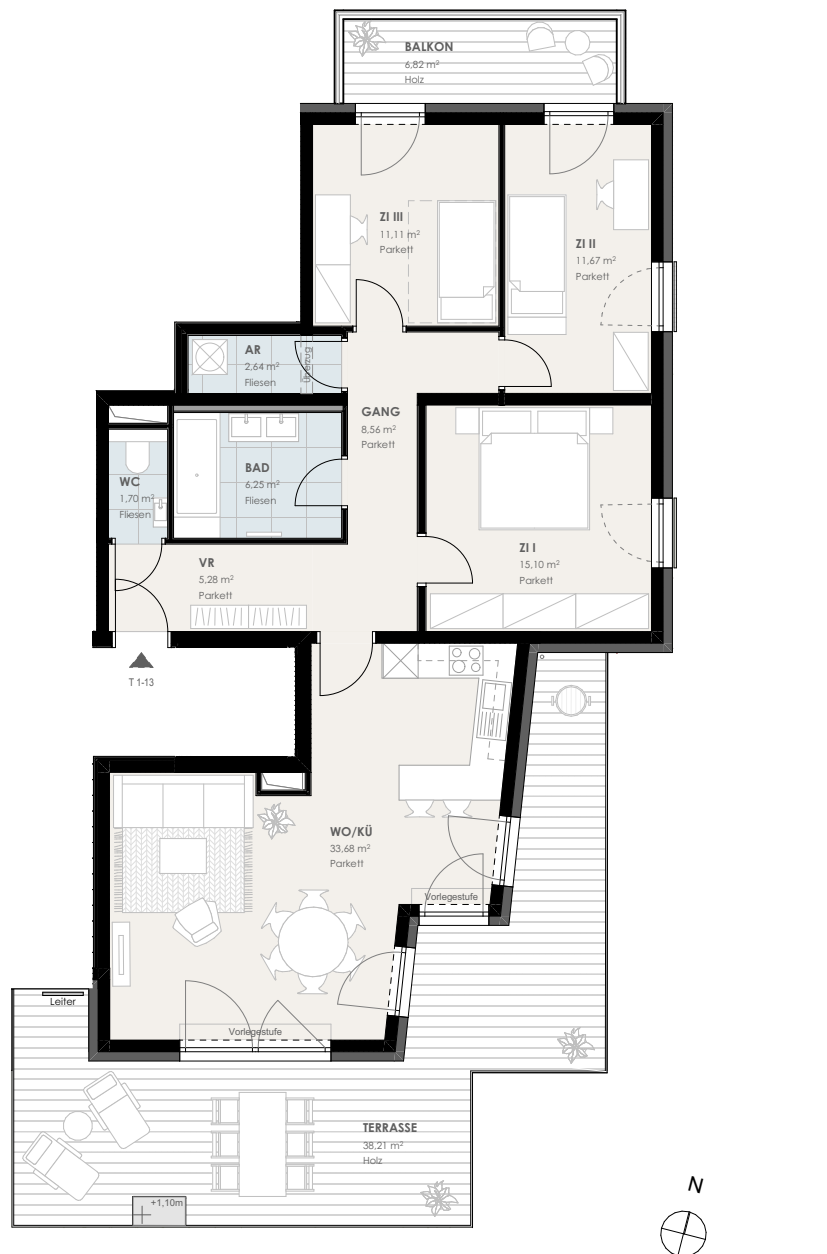 BALKON
6,82 m²
Holz
ZI III
11,11 m²
Parkett
ZI II
11,67 m²
Parkett
AR
2,64 m²
Fliesen
Überzug
GANG
8,56 m²
Parkett
BAD
6,25 m²
Fliesen
WC
1,70 m²
Fliesen
ZI I
15,10 m²
Parkett
VR
5,28 m²
Parkett
T 1-13
WO/KÜ
33,68 m²
Parkett
Vorlegestufe
Leiter
Vorlegestufe
TERRASSE
38,21 m²
Holz
+1,10m
N